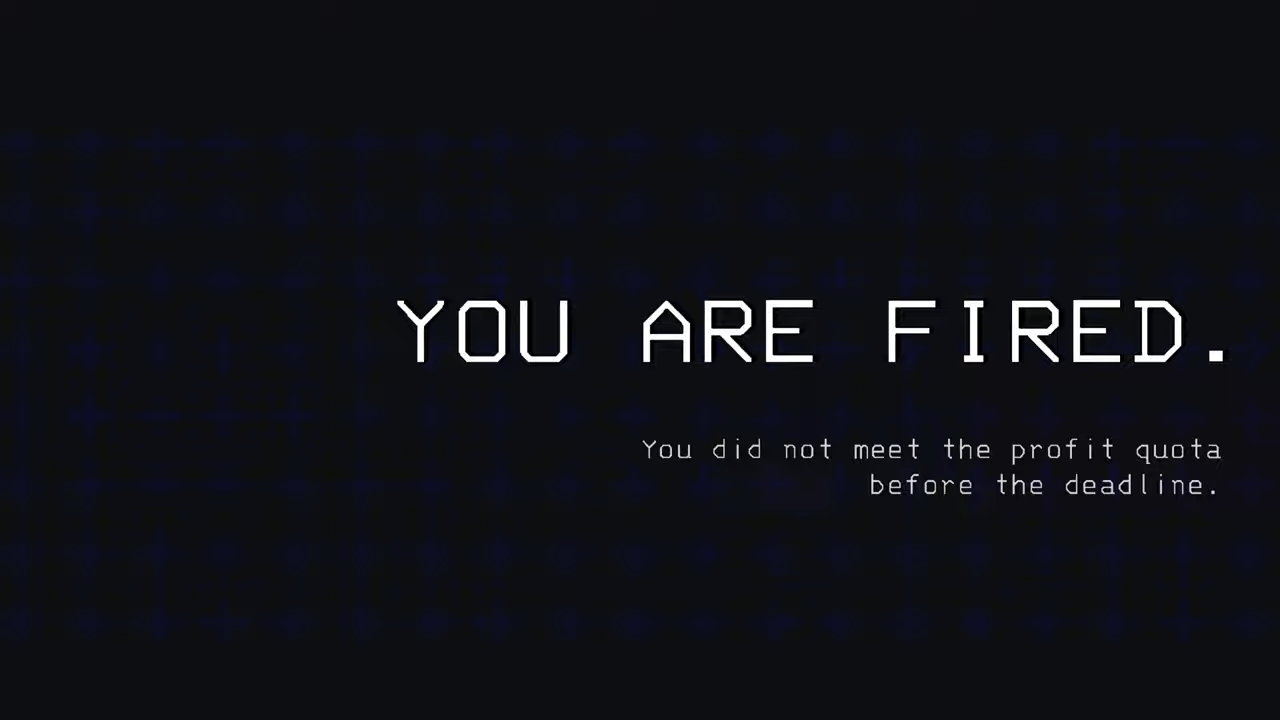 YOU ARE FIRED.
You did not meet the profit quota
before the deadline.